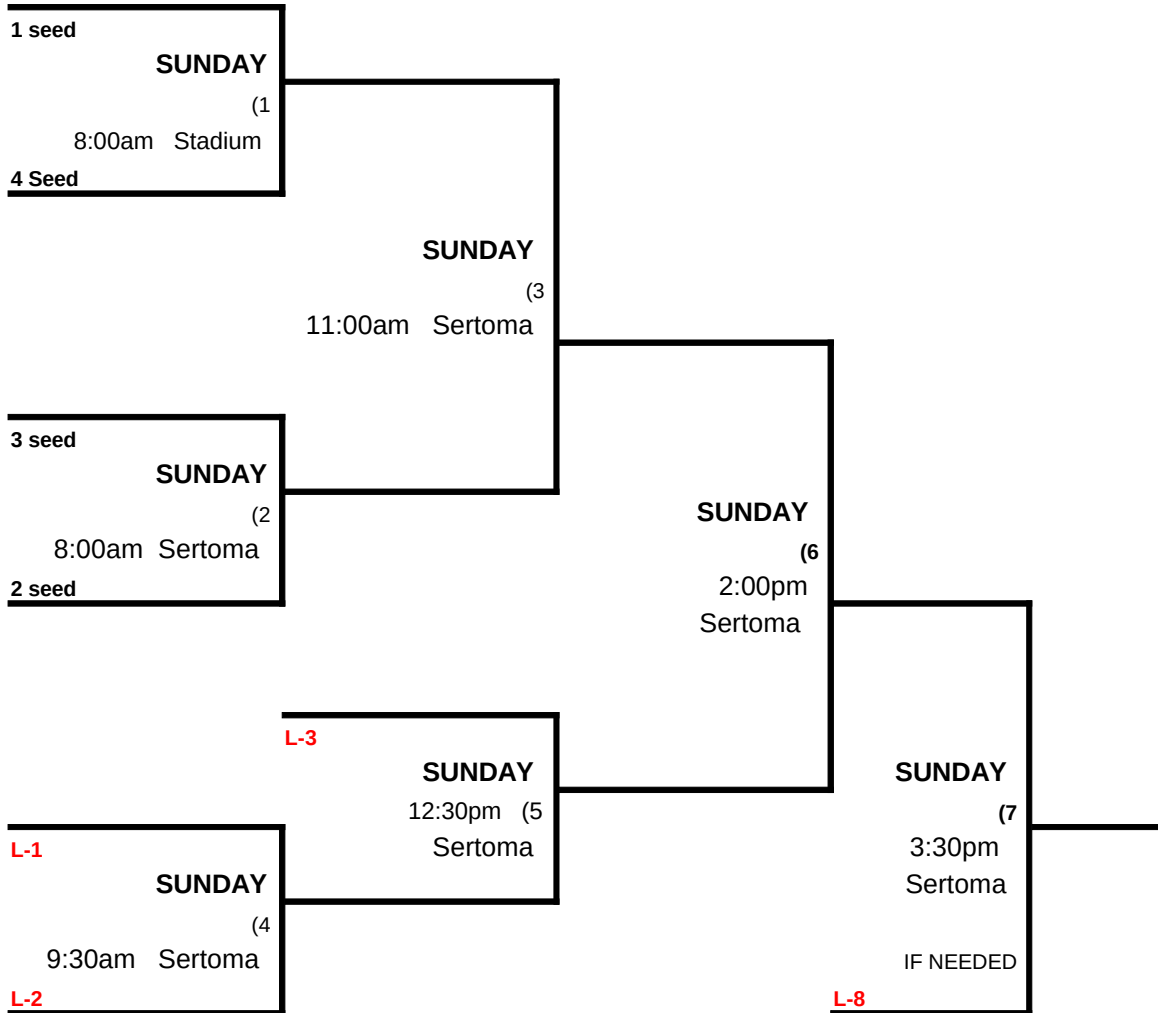 1 seed
SUNDAY
(1
8:00am Stadium
4 Seed
SUNDAY
(3
11:00am Sertoma
3 seed
SUNDAY
(2
8:00am Sertoma
2 seed
SUNDAY
(6
2:00pm
Sertoma
L-3
SUNDAY
12:30pm (5
Sertoma
L-1
SUNDAY
(4
9:30am Sertoma
L-2
SUNDAY
(7
3:30pm
Sertoma
IF NEEDED
L-8